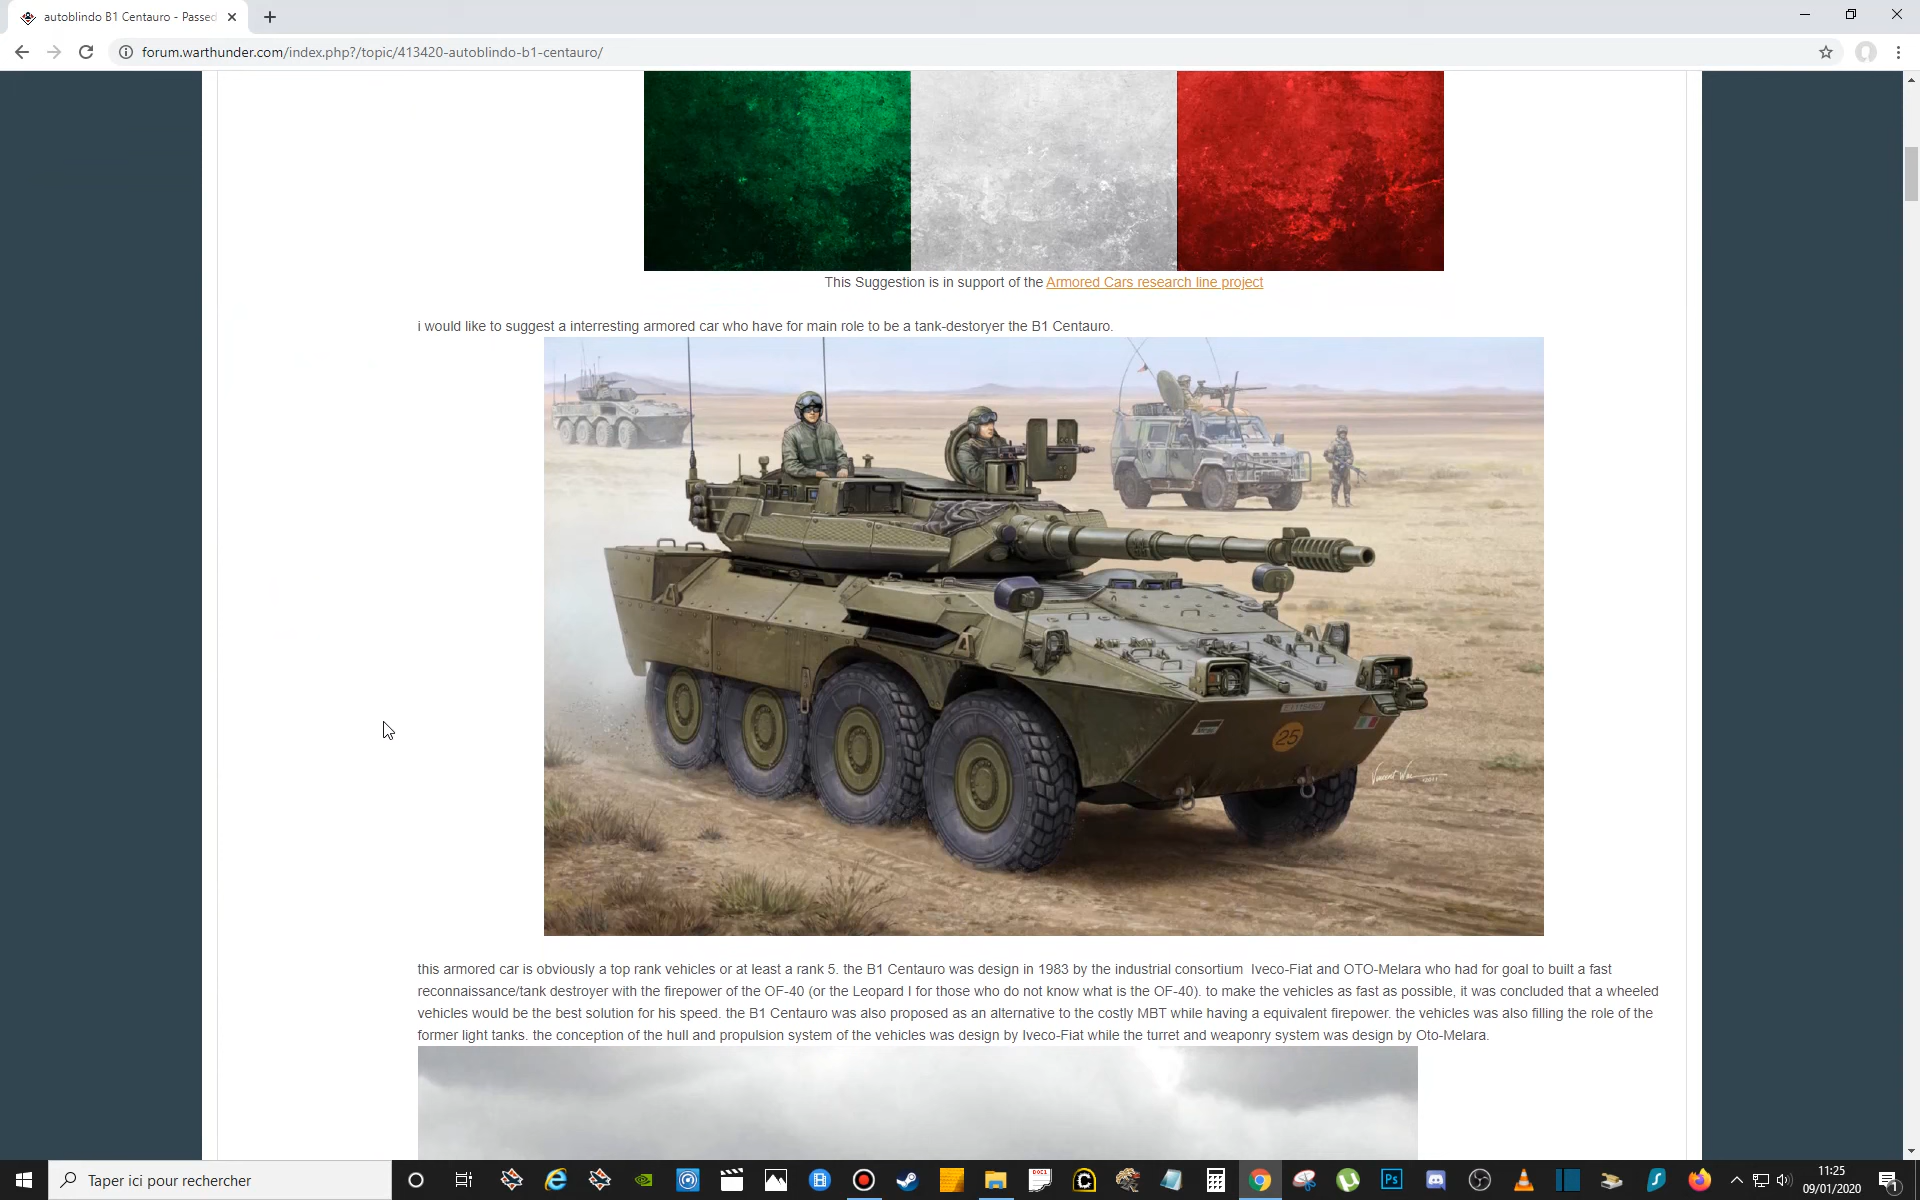 autoblindo B1 Centauro - Passed
forum.warthunder.com/index.php?/topic/413420-autoblindo-b1-centauro/
This Suggestion is in support of the Armored Cars research line project
i would like to suggest a interresting armored car who have for main role to be a tank-destoryer the B1 Centauro.
25
this armored car is obviously a top rank vehicles or at least a rank 5. the B1 Centauro was design in 1983 by the industrial consortium  Iveco-Fiat and OTO-Melara who had for goal to built a fast
reconnaissance/tank destroyer with the firepower of the OF-40 (or the Leopard I for those who do not know what is the OF-40). to make the vehicles as fast as possible, it was concluded that a wheeled
vehicles would be the best solution for his speed. the B1 Centauro was also proposed as an alternative to the costly MBT while having a equivalent firepower. the vehicles was also filling the role of the
former light tanks. the conception of the hull and propulsion system of the vehicles was design by Iveco-Fiat while the turret and weaponry system was design by Oto-Melara.
Taper ici pour rechercher
Ps
11:25
09/01/2020
1